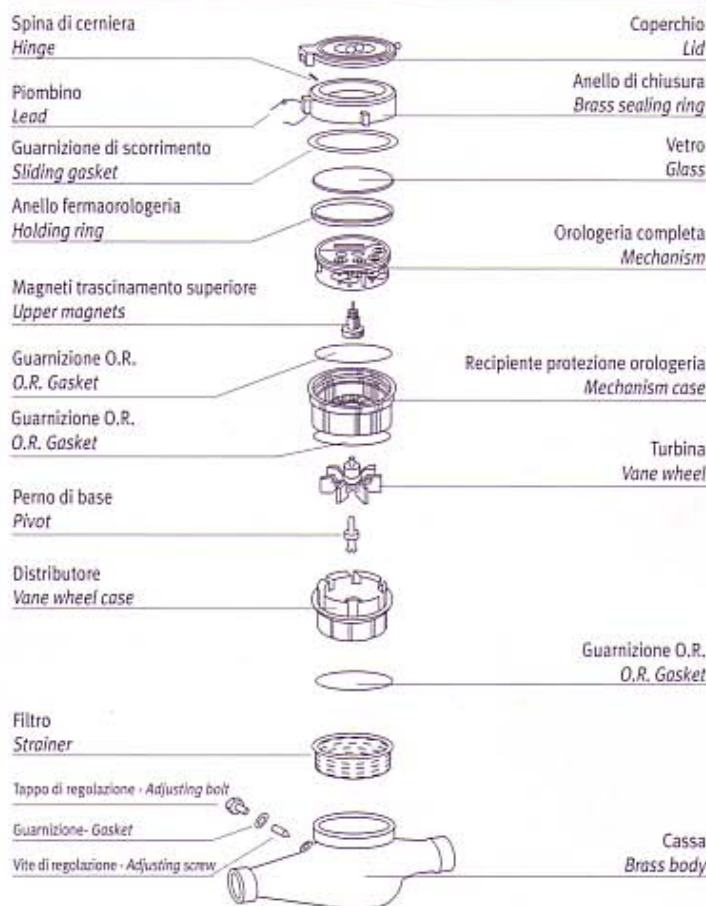 Spina di cerniera
Hinge
Coperchio
Lid
Piombino
Lead
Anello di chiusura
Brass sealing ring
Guarnizione di scorrimento
Sliding gasket
Vetro
Glass
Anello fermaorologeria
Holding ring
Orologeria completa
Mechanism
Magneti trascinamento superiore
Upper magnets
Guarnizione O.R.
O.R. Gasket
Recipiente protezione orologeria
Mechanism case
Guarnizione O.R.
O.R. Gasket
Turbina
Vane wheel
Perno di base
Pivot
Distributore
Vane wheel case
Guarnizione O.R.
O.R. Gasket
Filtro
Strainer
Tappo di regolazione - Adjusting bolt
Guarnizione- Gasket
Vite di regolazione - Adjusting screw
Cassa
Brass body